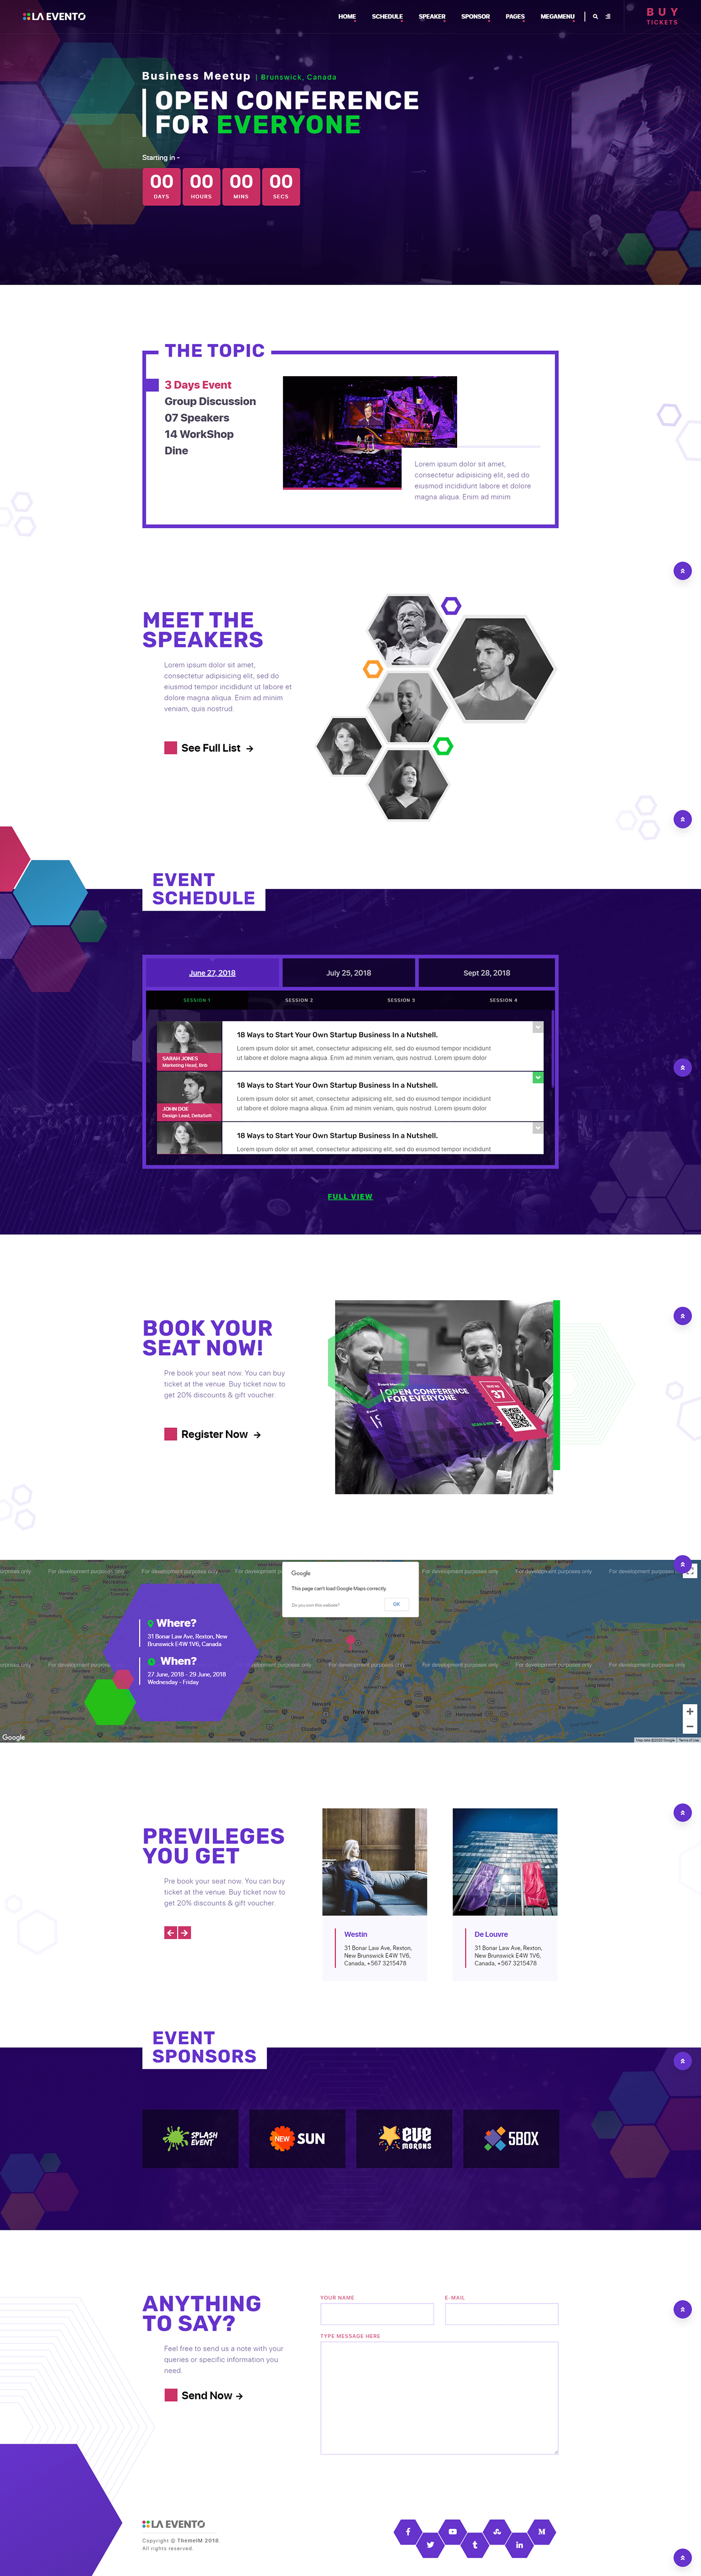 LA EVENTO
HOME SCHEDULE SPEAKER SPONSOR PAGES MEGAMENU
BUY
TICKETS
Business Meetup | Brunswick, Canada
OPEN CONFERENCE
FOR EVERYONE
Starting in -
00 00 00 00
DAYS HOURS MINS SECS
THE TOPIC
3 Days Event
Group Discussion
07 Speakers
14 WorkShop
Dine
Lorem ipsum dolor sit amet,
consectetur adipisicing elit, sed do
eiusmod incididunt labore et dolore
magna aliqua. Enim ad minim
MEET THE
SPEAKERS
Lorem ipsum dolor sit amet,
consectetur adipisicing elit, sed do
eiusmod tempor incididunt ut labore et
dolore magna aliqua. Enim ad minim
veniam, quis nostrud.
See Full List
EVENT
SCHEDULE
June 27, 2018 July 25, 2018 Sept 28, 2018
SESSION 1 SESSION 2 SESSION 3 SESSION 4
18 Ways to Start Your Own Startup Business In a Nutshell.
Lorem ipsum dolor sit amet, consectetur adipisicing elit, sed do eiusmod tempor incididunt
ut labore et dolore magna aliqua. Enim ad minim veniam, quis nostrud. Lorem ipsum dolor
SARAH JONES
Marketing Head, Bnb
18 Ways to Start Your Own Startup Business In a Nutshell.
Lorem ipsum dolor sit amet, consectetur adipisicing elit, sed do eiusmod tempor incididunt
ut labore et dolore magna aliqua. Enim ad minim veniam, quis nostrud. Lorem ipsum dolor
JOHN DOE
Design Lead, DeltaSoft
18 Ways to Start Your Own Startup Business In a Nutshell.
Lorem ipsum dolor sit amet, consectetur adipisicing elit, sed do eiusmod tempor incididunt
FULL VIEW
BOOK YOUR
SEAT NOW!
Pre book your seat now. You can buy
ticket at the venue. Buy ticket now to
get 20% discounts & gift voucher.
Register Now
OPEN CONFERENCE
FOR EVERYONE
37
Google
This page can't load Google Maps correctly.
Do you own this website? OK
For development purposes only
Where?
31 Bonar Law Ave, Rexton, New
Brunswick E4W 1V6, Canada
When?
27 June, 2018 - 29 June, 2018
Wednesday - Friday
Paterson
Yonkers
New Rochelle
Stamford
Newark
New York
Hempstead
Elizabeth
Huntington
Long Island
Google
Map data ©2020 Google Terms of Use
PREVILEGES
YOU GET
Pre book your seat now. You can buy
ticket at the venue. Buy ticket now to
get 20% discounts & gift voucher.
Westin
31 Bonar Law Ave, Rexton,
New Brunswick E4W 1V6,
Canada, +567 3215478
De Louvre
31 Bonar Law Ave, Rexton,
New Brunswick E4W 1V6,
Canada, +567 3215478
EVENT
SPONSORS
SPLASH
EVENT
NEW SUN
eve
MORONS
5BOX
ANYTHING
TO SAY?
Feel free to send us a note with your
queries or specific information you
need.
Send Now
YOUR NAME E-MAIL
TYPE MESSAGE HERE
LA EVENTO
Copyright © ThemeIM 2018.
All rights reserved.